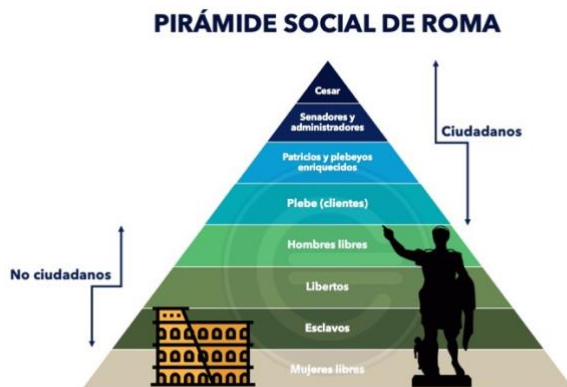 PIRÁMIDE SOCIAL DE ROMA
Cesar
Senadores y
administradores
Ciudadanos
Patricios y plebeyos
enriquecidos
Plebe (clientes)
Hombres libres
No ciudadanos
Libertos
Esclavos
Mujeres libres